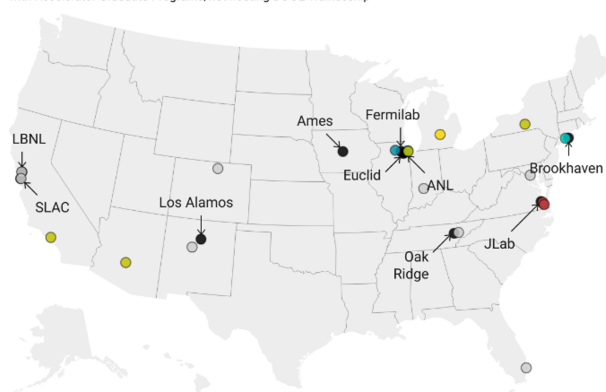 Ames
Fermilab
LBNL
Euclid
ANL
Brookhaven
SLAC
Los Alamos
JLab
Oak
Ridge